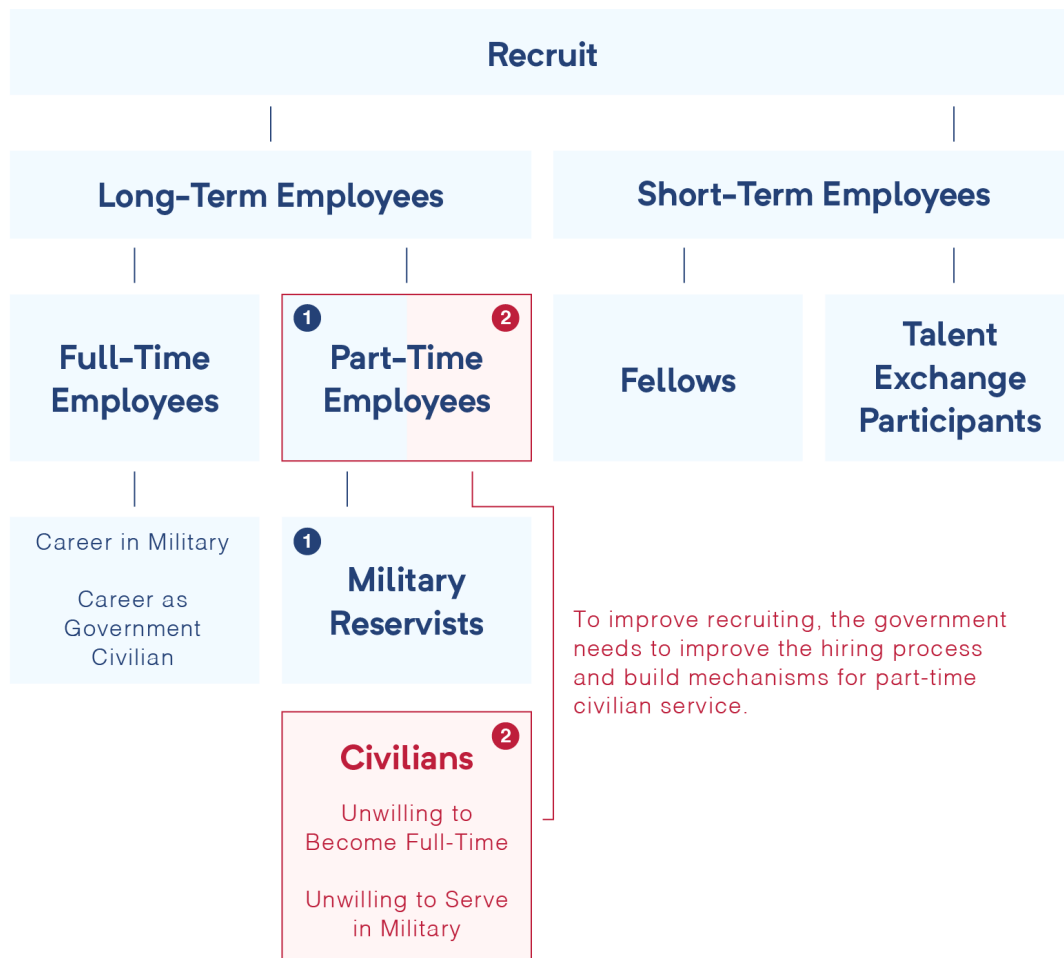 Recruit
Long-Term Employees
Short-Term Employees
Full-Time
Employees
1
2
Part-Time
Employees
Fellows
Talent
Exchange
Participants
Career in Military
Career as
Government
Civilian
1
Military
Reservists
To improve recruiting, the government
needs to improve the hiring process
and build mechanisms for part-time
civilian service.
2
Civilians
Unwilling to
Become Full-Time
Unwilling to Serve
in Military